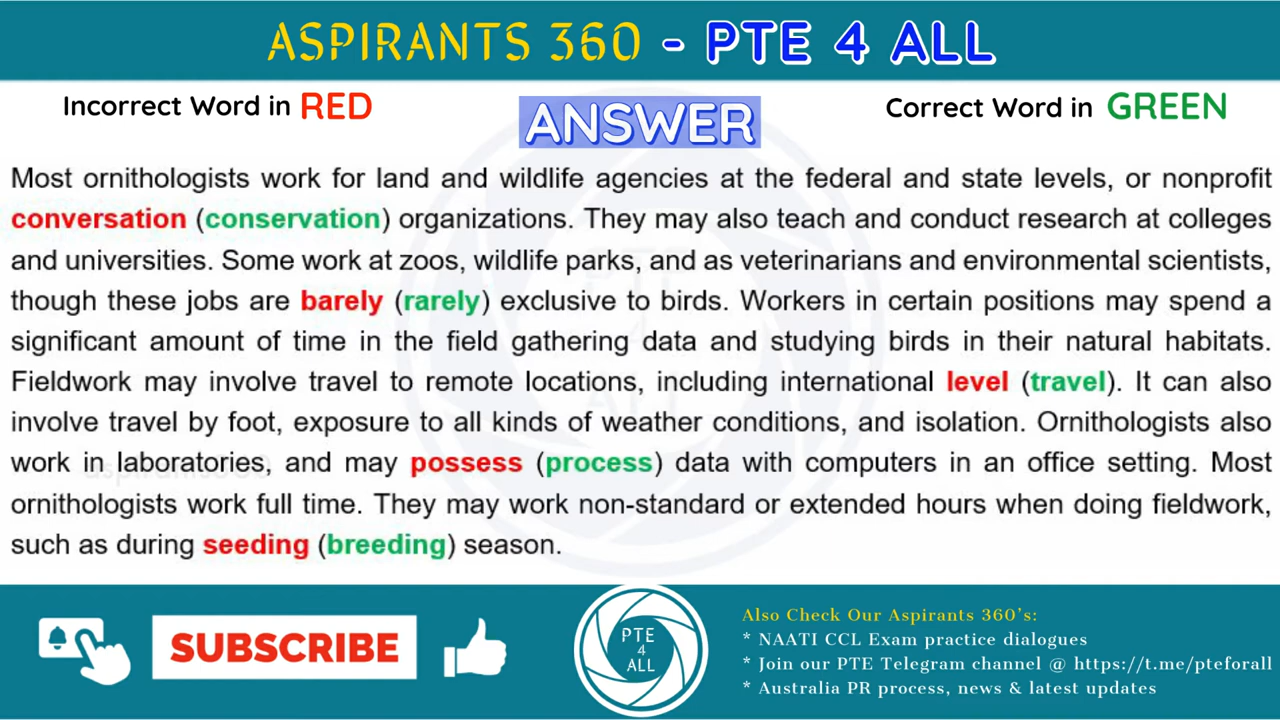 ASPIRANTS 360 - PTE 4 ALL
Incorrect Word in RED
ANSWER
Correct Word in GREEN
Most ornithologists work for land and wildlife agencies at the federal and state levels, or nonprofit
conversation (conservation) organizations. They may also teach and conduct research at colleges
and universities. Some work at zoos, wildlife parks, and as veterinarians and environmental scientists,
though these jobs are barely (rarely) exclusive to birds. Workers in certain positions may spend a
significant amount of time in the field gathering data and studying birds in their natural habitats.
Fieldwork may involve travel to remote locations, including international level (travel). It can also
involve travel by foot, exposure to all kinds of weather conditions, and isolation. Ornithologists also
work in laboratories, and may possess (process) data with computers in an office setting. Most
ornithologists work full time. They may work non-standard or extended hours when doing fieldwork,
such as during seeding (breeding) season.
aspirants360
PTE
4
ALL
SUBSCRIBE
PTE
4
ALL
Also Check Our Aspirants 360's:
* NAATI CCL Exam practice dialogues
* Join our PTE Telegram channel @ https://t.me/pteforall
* Australia PR process, news & latest updates